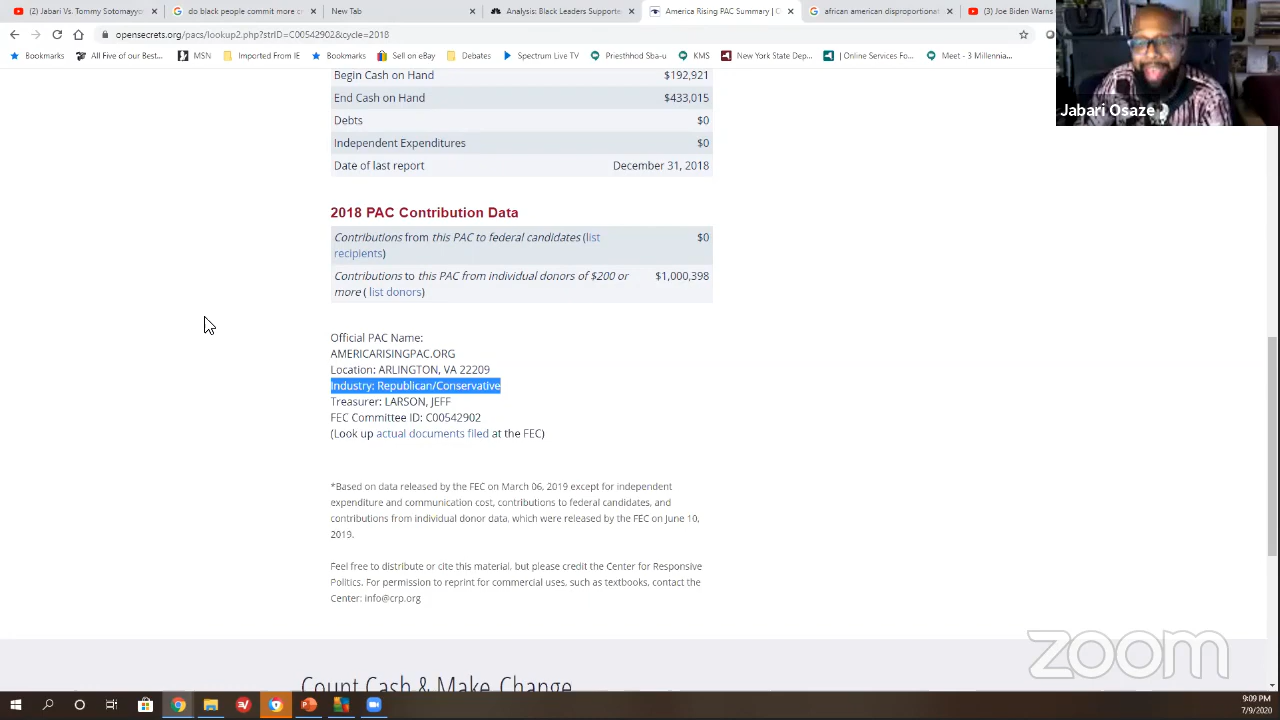 (2) Jabari Vs. Tommy Sotomayor
do black people commit more cr
New Tab
Analysis: Black Leaders Supporte
America Rising PAC Summary | O
african american disproportionat
(3) Joe Biden Warns
opensecrets.org/pacs/lookup2.php?strID=C00542902&cycle=2018
Bookmarks
All Five of the Best...
MSN
Imported From IE
Bookmarks
Sell on eBay
Debates
Spectrum Live TV
Priesthhod Sba-u
KMS
New York State Dep...
| Online Services Fo...
Meet - 3 Millennia...
Jabari Osaze
Begin Cash on Hand $192,921
End Cash on Hand $433,015
Debts $0
Independent Expenditures $0
Date of last report December 31, 2018
2018 PAC Contribution Data
Contributions from this PAC to federal candidates (list $0
recipients)
Contributions to this PAC from individual donors of $200 or $1,000,398
more ( list donors)
Official PAC Name:
AMERICARISINGPAC.ORG
Location: ARLINGTON, VA 22209
Industry: Republican/Conservative
Treasurer: LARSON, JEFF
FEC Committee ID: C00542902
(Look up actual documents filed at the FEC)
*Based on data released by the FEC on March 06, 2019 except for independent
expenditure and communication cost, contributions to federal candidates, and
contributions from individual donor data, which were released by the FEC on June 10,
2019.
Feel free to distribute or cite this material, but please credit the Center for Responsive
Politics. For permission to reprint for commercial uses, such as textbooks, contact the
Center: info@crp.org
Count Cash & Make Change
zoom
9:09 PM
7/9/2020